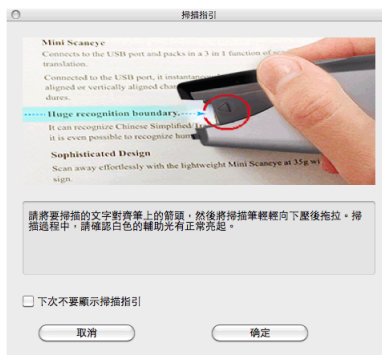 掃描指引
Mini Scaneye
Connects to the USB port and packs in a 3 in 1 function of
translation.
Connected to the USB port, it
aligned or vertically aligned
dures.
Huge recognition boundary.
It can recognize Chinese Simplified/
it is even possible to recognize
Sophisticated Design
Scan away effortlessly with the lightweight Mini Scaneye at 35g
sign.
請將要掃描的文字對齊筆上的箭頭，然後將掃描筆輕輕向下壓後拖拉。掃
描過程中，請確認白色的輔助光有正常亮起。
下次不要顯示掃描指引
取消
确定